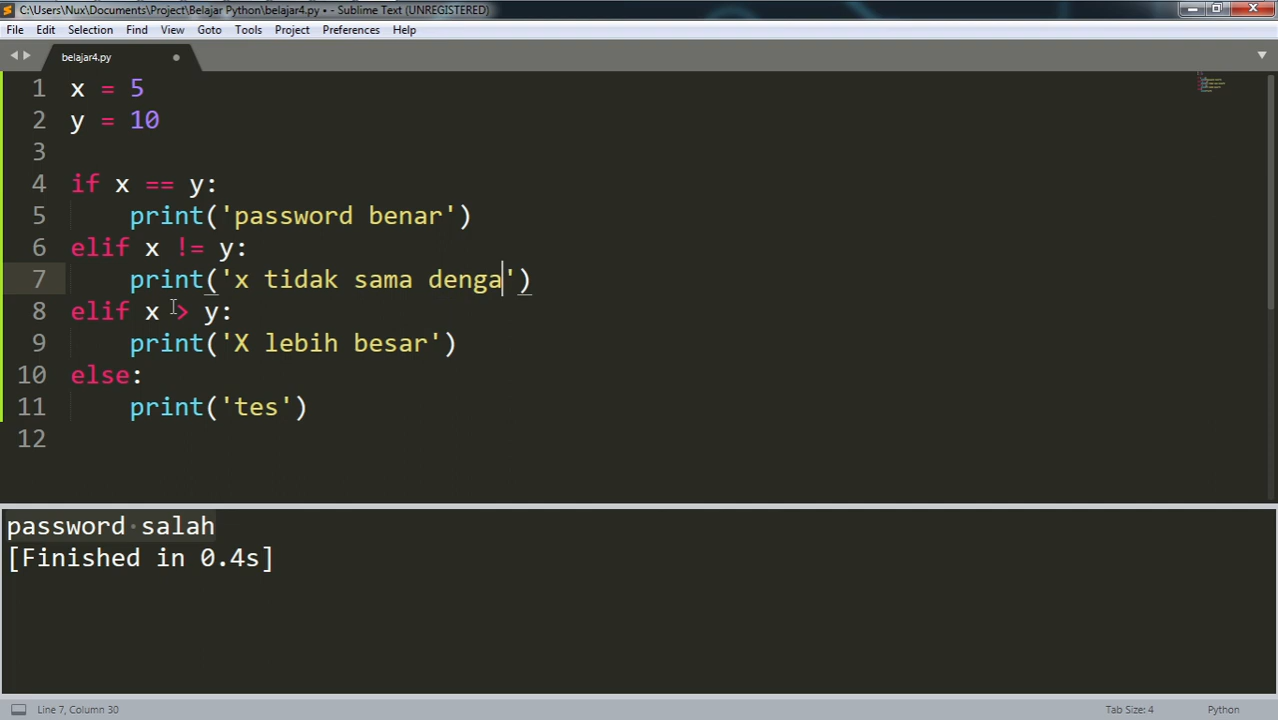 C:\Users\Nux\Documents\Project\Belajar Python\belajar4.py • - Sublime Text (UNREGISTERED)
File Edit Selection Find View Goto Tools Project Preferences Help
belajar4.py
1 x = 5
2 y = 10
3
4 if x == y:
5     print('password benar')
6 elif x != y:
7     print('x tidak sama denga')
8 elif x > y:
9     print('X lebih besar')
10 else:
11     print('tes')
12
password salah
[Finished in 0.4s]
Line 7, Column 30 Tab Size: 4 Python